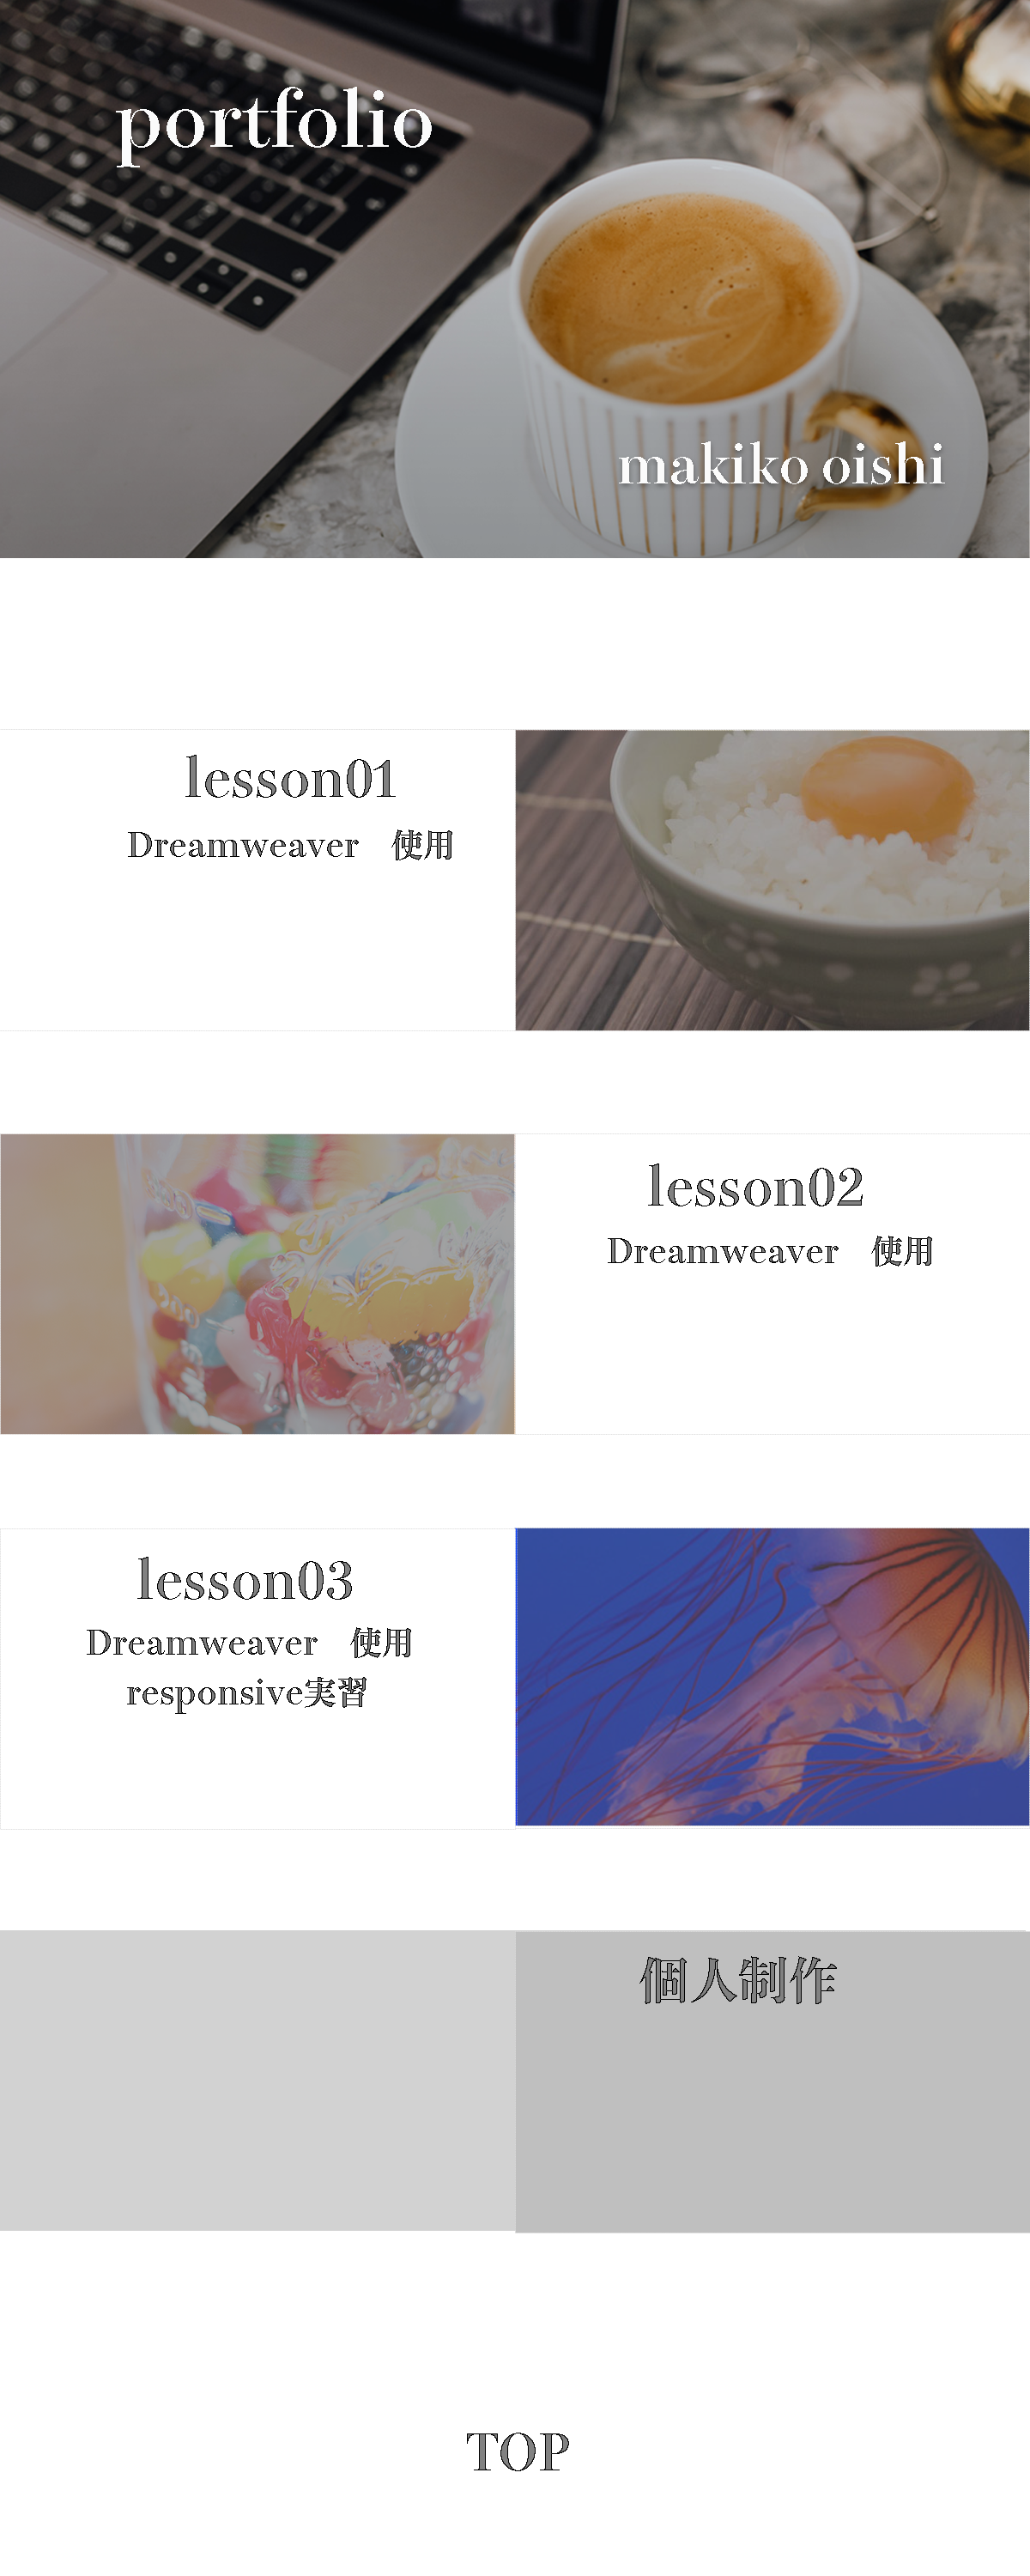 portfolio
makiko oishi
lesson01
Dreamweaver　使用
lesson02
Dreamweaver　使用
lesson03
Dreamweaver　使用
responsive実習
個人制作
TOP